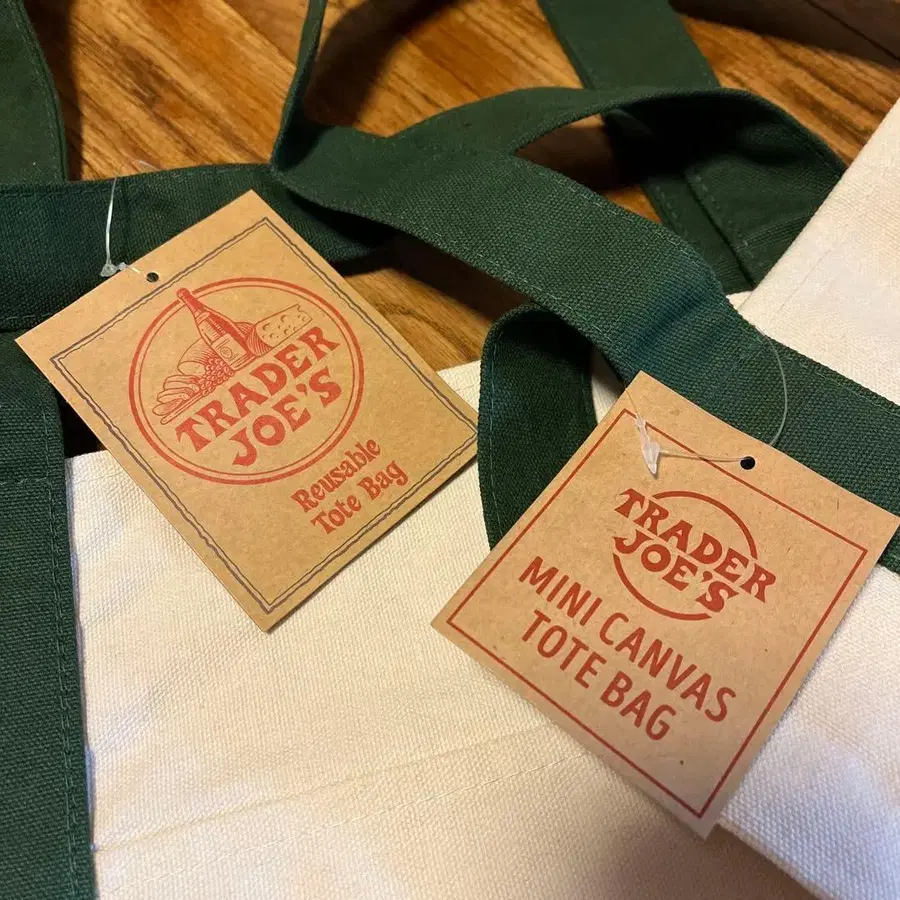 TRADER
JOE'S
Reusable
Tote Bag
TRADER
JOE'S
MINI CANVAS
TOTE BAG